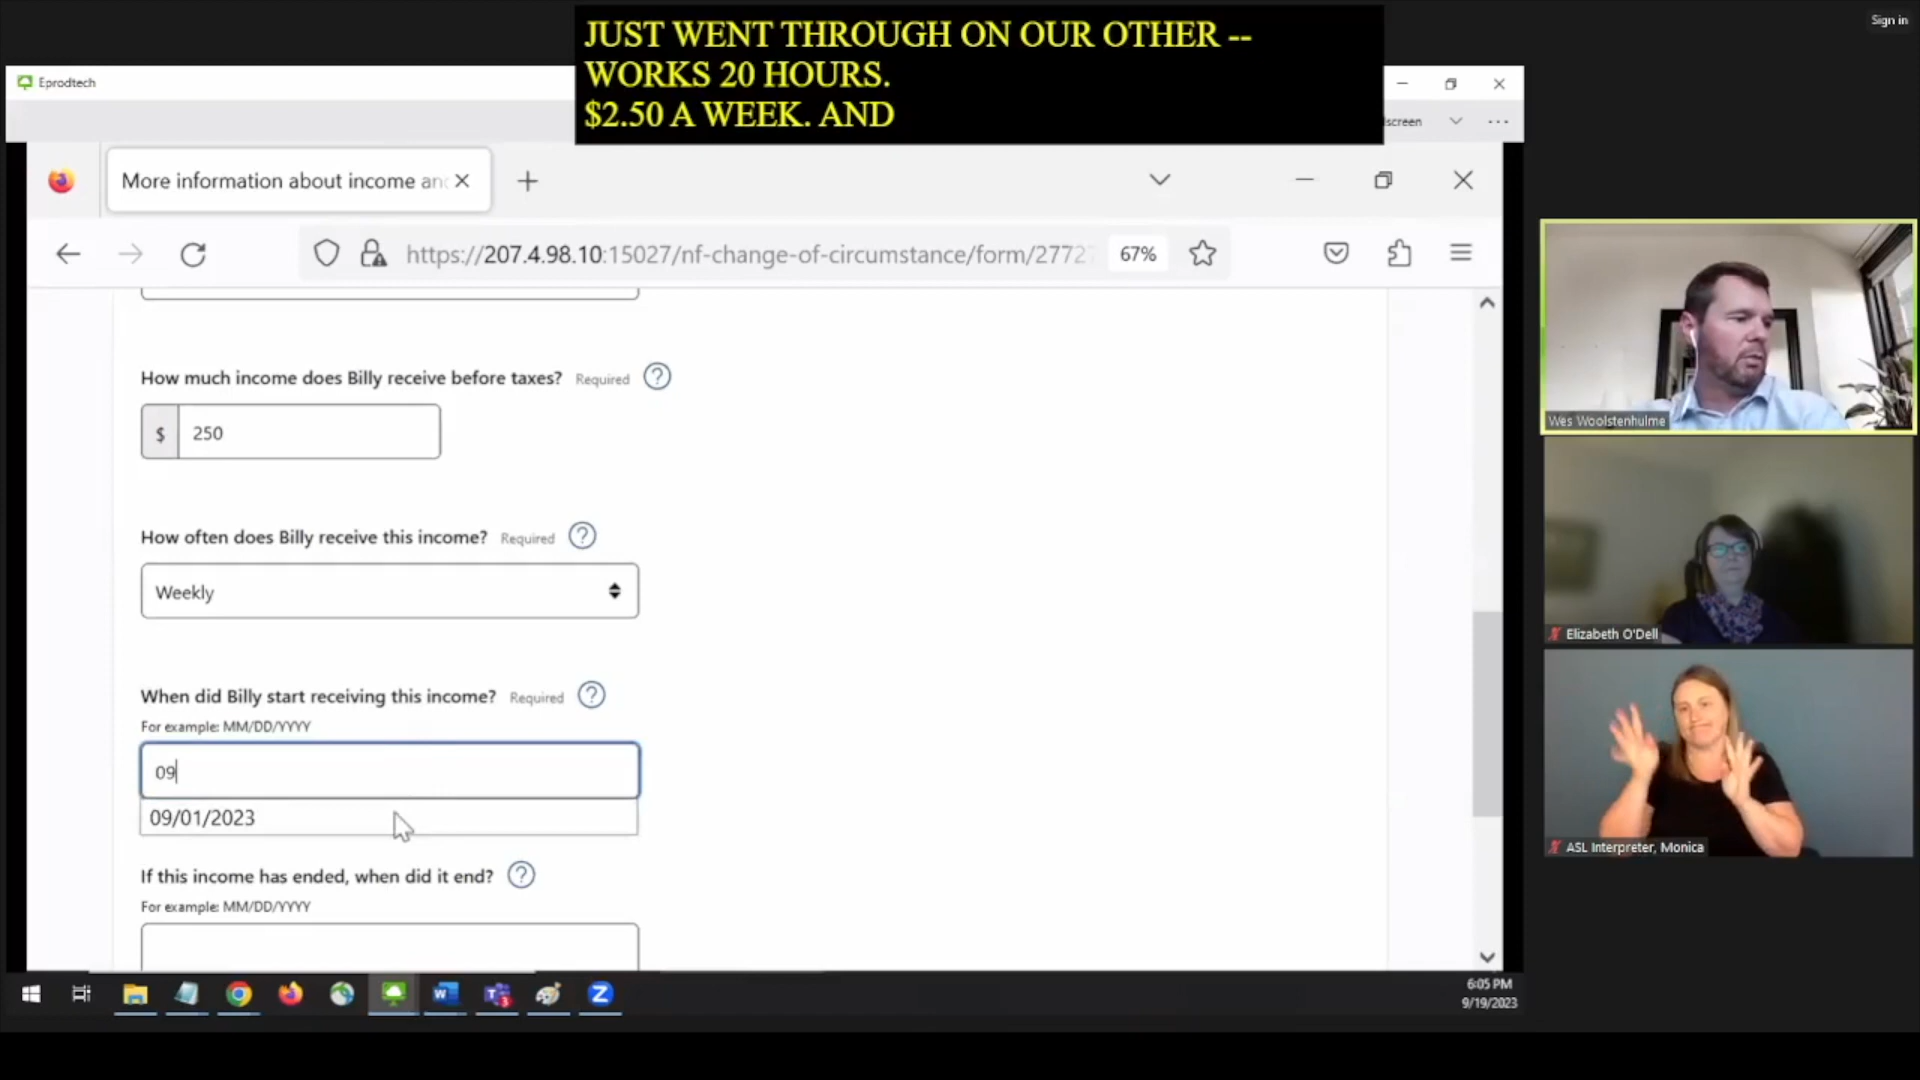 JUST WENT THROUGH ON OUR OTHER --
WORKS 20 HOURS.
$2.50 A WEEK. AND
Sign in
Eprodtech
screen
More information about income an
https://207.4.98.10:15027/nf-change-of-circumstance/form/2772
67%
How much income does Billy receive before taxes? Required ?
$ 250
How often does Billy receive this income? Required ?
Weekly
When did Billy start receiving this income? Required ?
For example: MM/DD/YYYY
09
09/01/2023
If this income has ended, when did it end? ?
For example: MM/DD/YYYY
Wes Woolstenhulme
Elizabeth O'Dell
ASL Interpreter, Monica
6:05 PM
9/19/2023